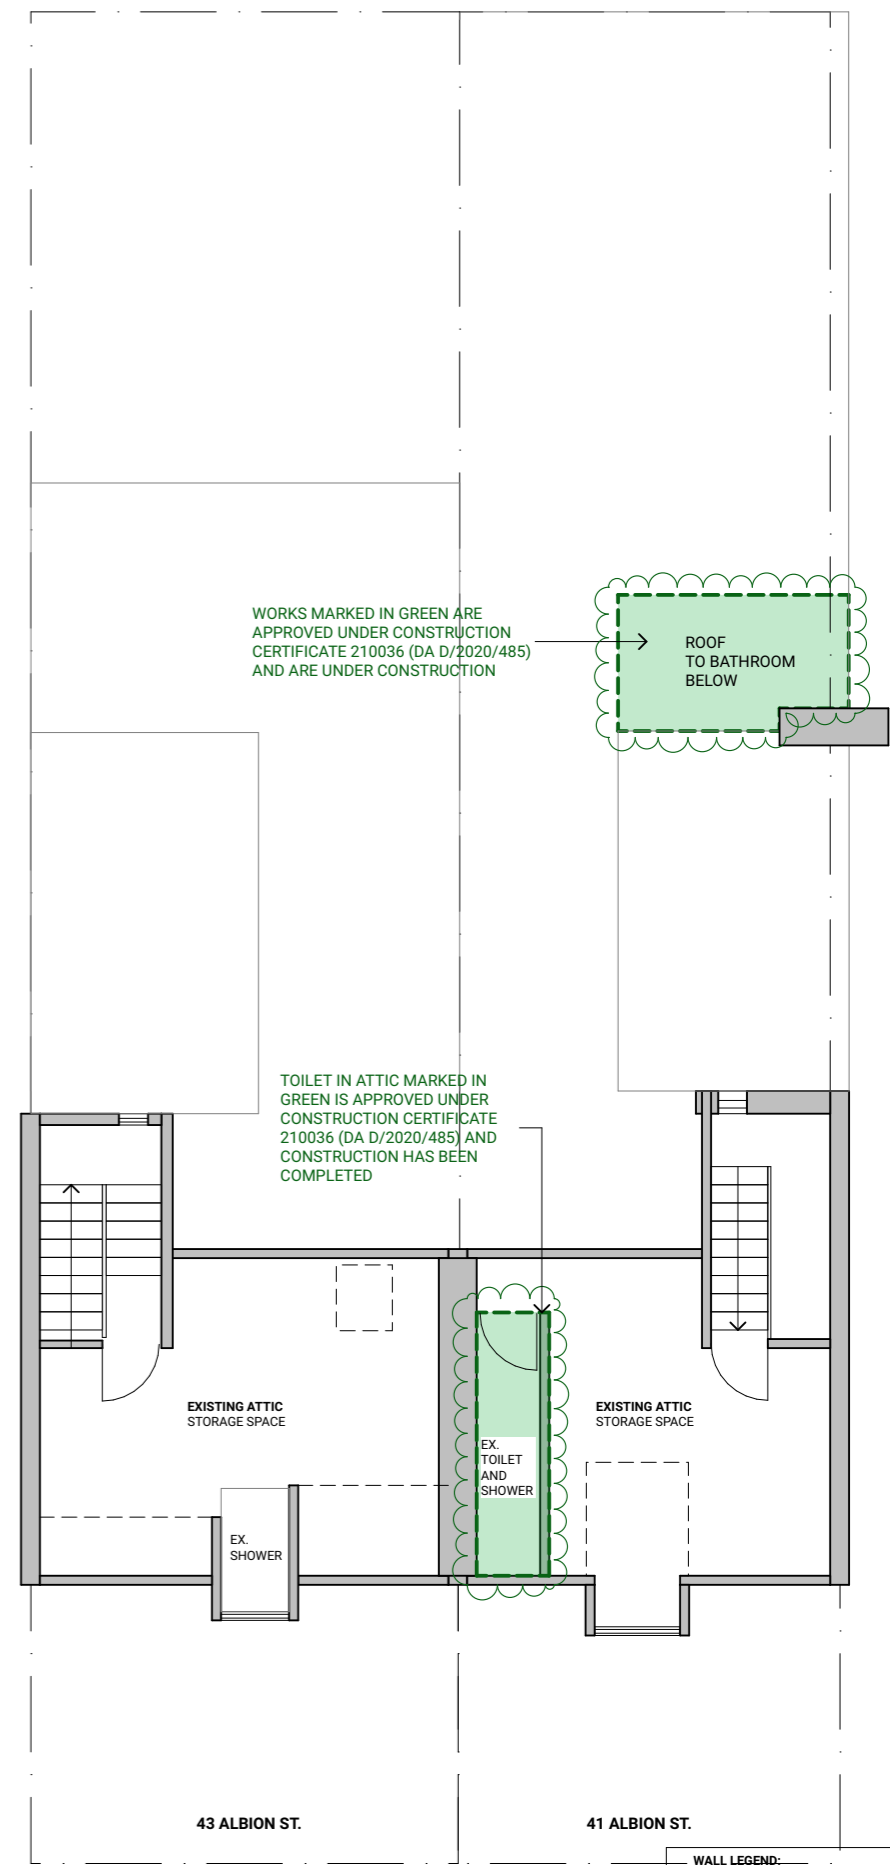 WORKS MARKED IN GREEN ARE
APPROVED UNDER CONSTRUCTION
CERTIFICATE 210036 (DA D/2020/485)
AND ARE UNDER CONSTRUCTION
ROOF
TO BATHROOM
BELOW
TOILET IN ATTIC MARKED IN
GREEN IS APPROVED UNDER
CONSTRUCTION CERTIFICATE
210036 (DA D/2020/485) AND
CONSTRUCTION HAS BEEN
COMPLETED
EXISTING ATTIC
STORAGE SPACE
EXISTING ATTIC
STORAGE SPACE
EX.
TOILET
AND
SHOWER
EX.
SHOWER
43 ALBION ST.
41 ALBION ST.
WALL LEGEND: